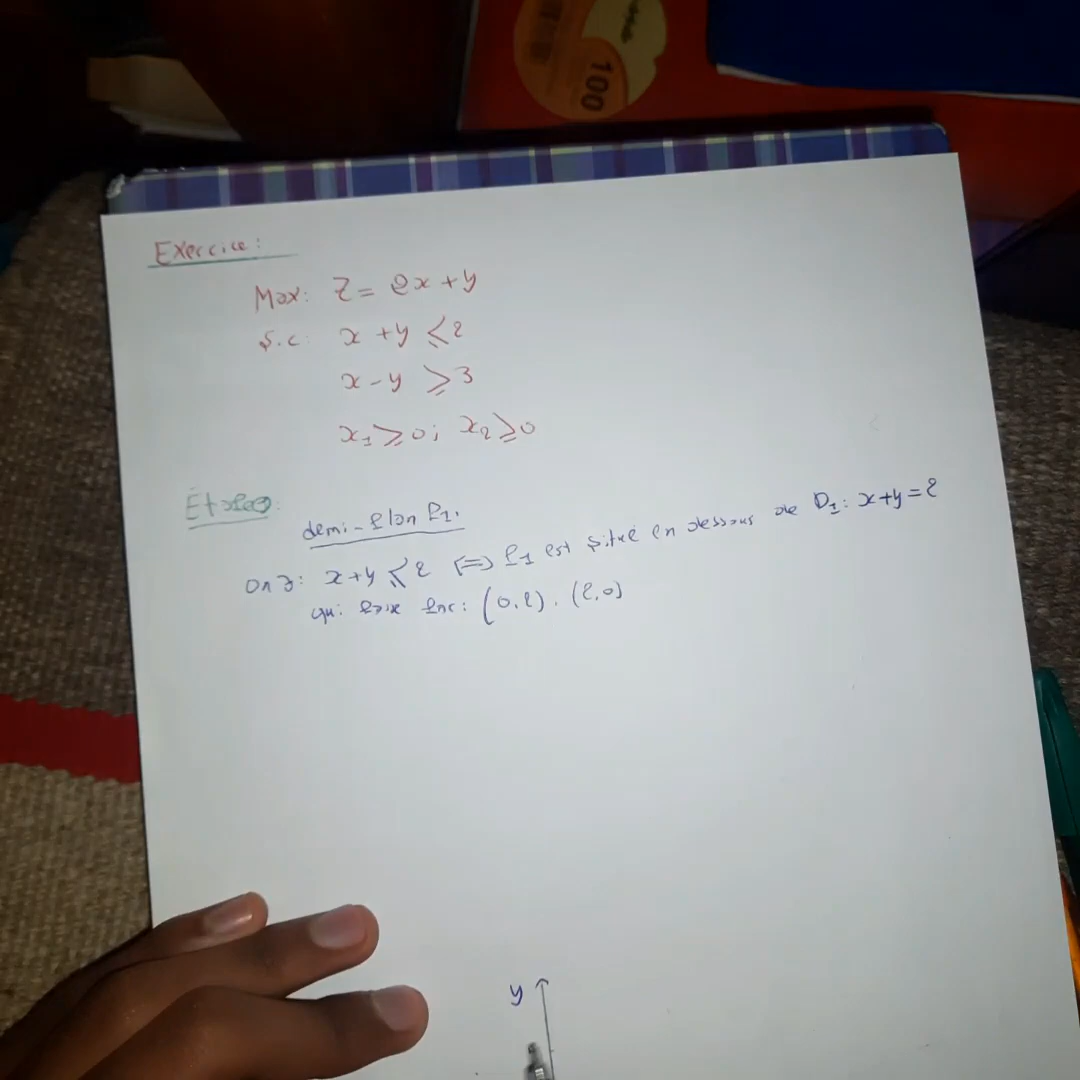 100
Exercice:
Max: Z = 2x + y
S.c: x + y ≤ 2
x - y ≥ 3
x₁ ≥ 0; x₂ ≥ 0
demi-plan P₁.
On a: x + y ≤ 2 ⟺ P₁ est situé en dessous de D₁: x + y = 2
qui passe par: (0,2). (2,0)
y